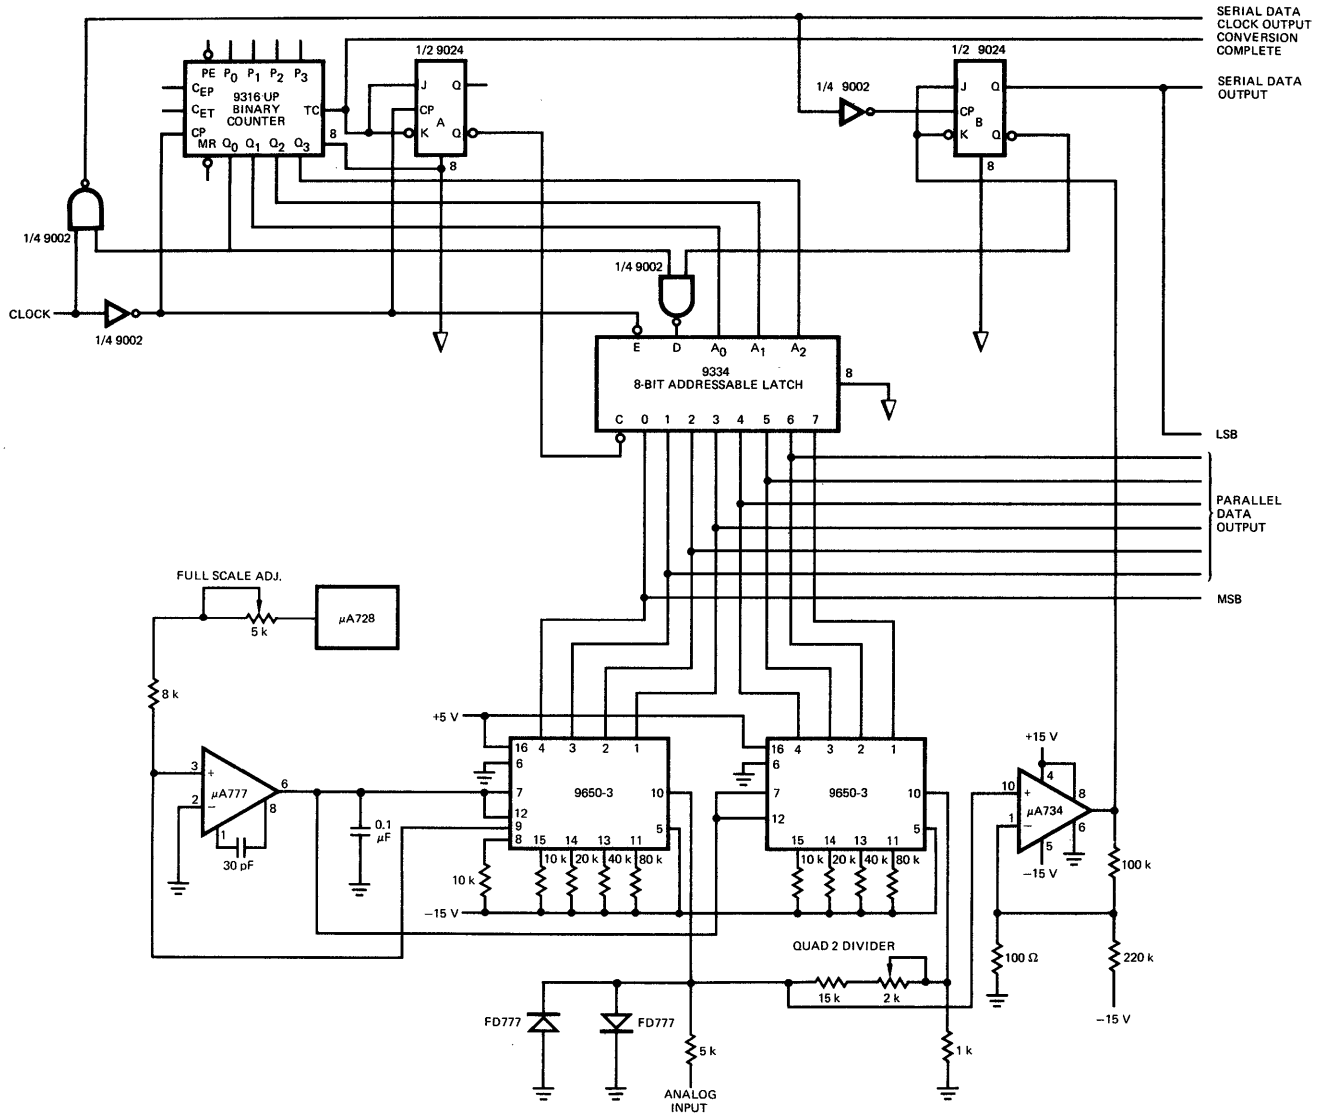 SERIAL DATA
CLOCK OUTPUT
CONVERSION
COMPLETE
1/2 9024
1/2 9024
PE P0 P1 P2 P3
CEP
9316 UP
BINARY
COUNTER
CET
TC
CP
MR Q0 Q1 Q2 Q3
8
J Q
CP
A
K Q
8
1/4 9002
J Q
CP
B
K Q
8
SERIAL DATA
OUTPUT
1/4 9002
1/4 9002
CLOCK
1/4 9002
E D A0 A1 A2
9334
8-BIT ADDRESSABLE LATCH
8
C 0 1 2 3 4 5 6 7
LSB
PARALLEL
DATA
OUTPUT
MSB
FULL SCALE ADJ.
5 k
μA728
8 k
+5 V
16 4 3 2 1
6
9650-3
7
10
12
9
5
8
15 14 13 11
10 k 20 k 40 k 80 k
10 k
−15 V
16 4 3 2 1
6
9650-3
7
10
12
5
15 14 13 11
10 k 20 k 40 k 80 k
3
+
μA777
6
2
−
8
1
30 pF
0.1
μF
+15 V
4
10
+
8
μA734
1
−
6
5
−15 V
100 k
100 Ω
220 k
−15 V
QUAD 2 DIVIDER
15 k
2 k
FD777
FD777
5 k
1 k
ANALOG
INPUT